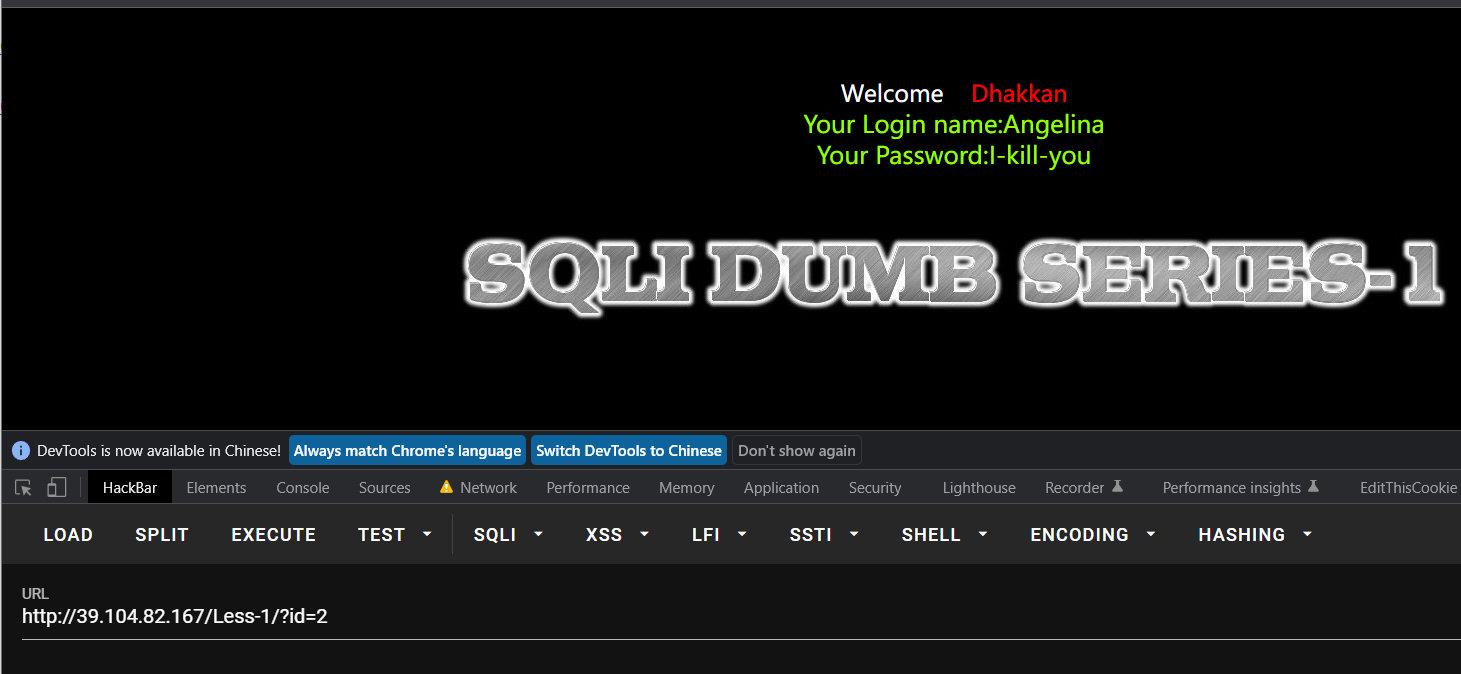 Welcome Dhakkan
Your Login name:Angelina
Your Password:I-kill-you
SQLI DUMB SERIES-1
DevTools is now available in Chinese! Always match Chrome's language Switch DevTools to Chinese Don't show again
HackBar Elements Console Sources Network Performance Memory Application Security Lighthouse Recorder Performance insights EditThisCookie
LOAD SPLIT EXECUTE TEST SQLI XSS LFI SSTI SHELL ENCODING HASHING
URL
http://39.104.82.167/Less-1/?id=2